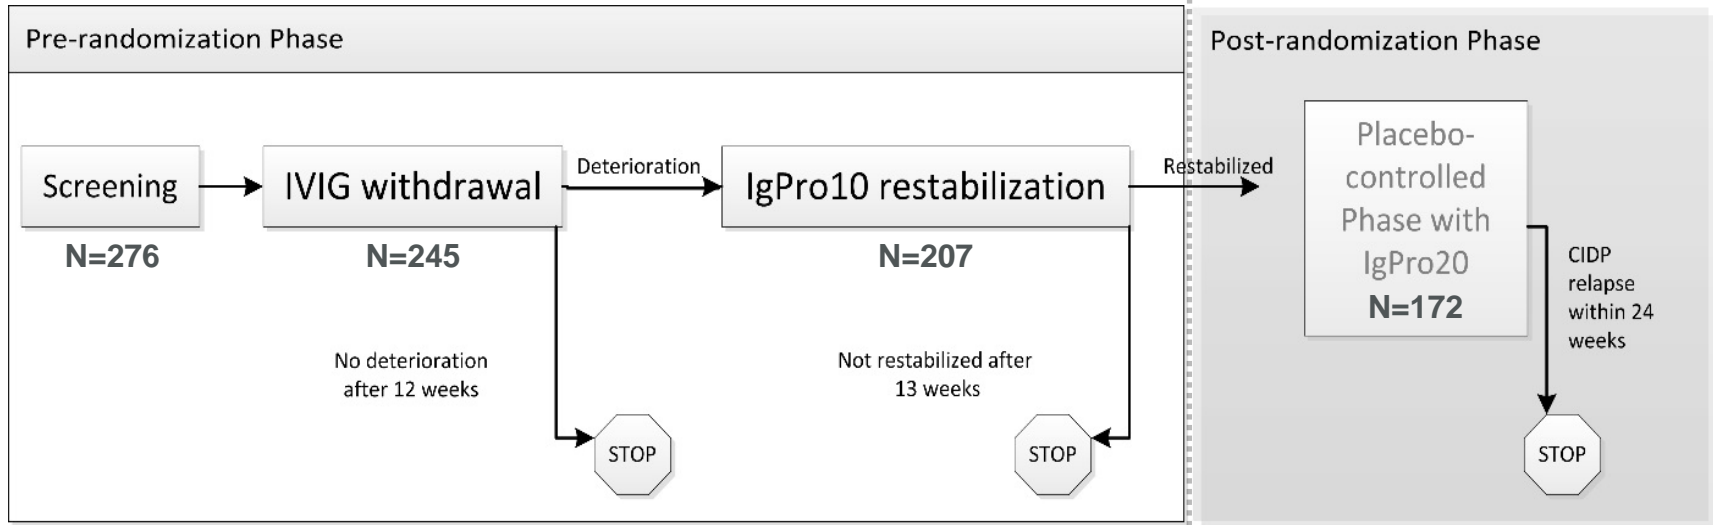 Pre-randomization Phase
Post-randomization Phase
Screening
N=276
IVIG withdrawal
N=245
Deterioration
IgPro10 restabilization
N=207
Restabilized
Placebo-
controlled
Phase with
IgPro20
N=172
No deterioration
after 12 weeks
STOP
Not restabilized after
13 weeks
STOP
CIDP
relapse
within 24
weeks
STOP